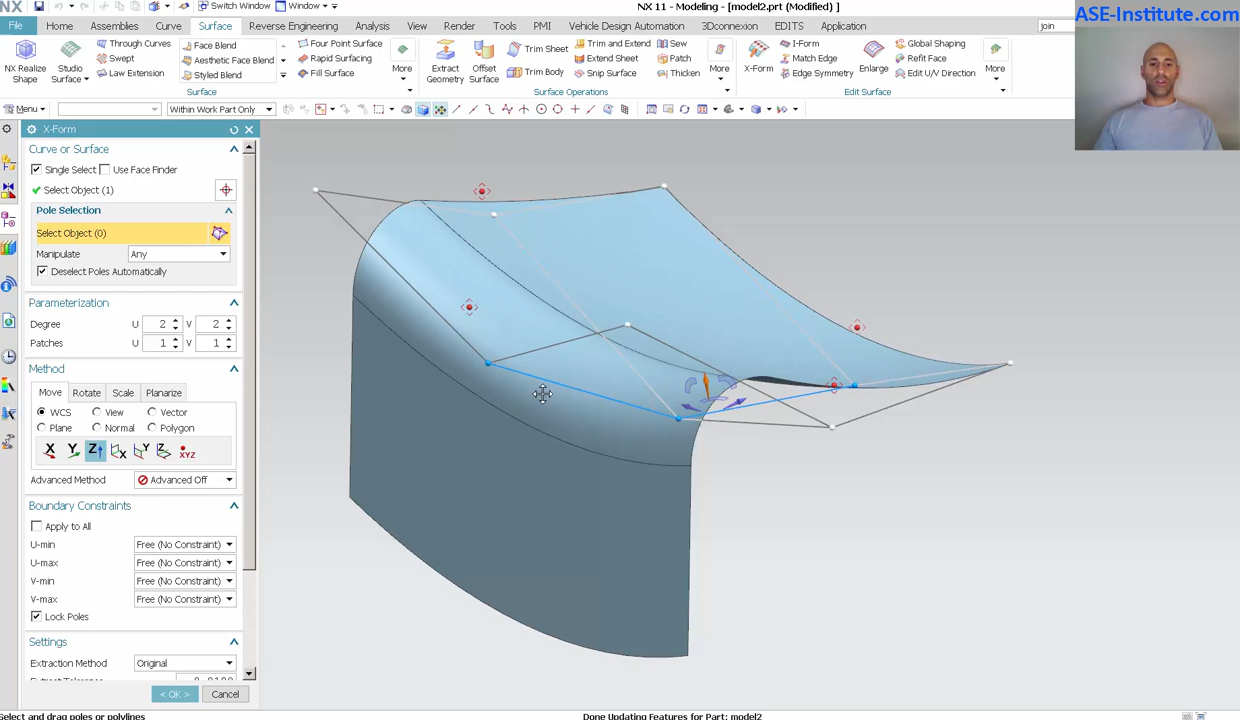 NX
Switch Window
Window
NX 11 - Modeling - [model2.prt (Modified) ]
ASE-Institute.com
File
Home
Assemblies
Curve
Surface
Reverse Engineering
Analysis
View
Render
Tools
PMI
Vehicle Design Automation
3Dconnexion
EDITS
Application
join
NX Realize Shape
Studio Surface
Through Curves
Swept
Law Extension
Face Blend
Aesthetic Face Blend
Styled Blend
Four Point Surface
Rapid Surfacing
Fill Surface
More
Surface
Extract Geometry
Offset Surface
Trim Sheet
Trim Body
Trim and Extend
Extend Sheet
Snip Surface
Sew
Patch
Thicken
More
Surface Operations
X-Form
I-Form
Match Edge
Edge Symmetry
Enlarge
Global Shaping
Refit Face
Edit U/V Direction
More
Edit Surface
Menu
Within Work Part Only
X-Form
Curve or Surface
Single Select
Use Face Finder
Select Object (1)
Pole Selection
Select Object (0)
Manipulate
Any
Deselect Poles Automatically
Parameterization
Degree U 2 V 2
Patches U 1 V 1
Method
Move
Rotate
Scale
Planarize
WCS
View
Vector
Plane
Normal
Polygon
X Y Z X Y Z XYZ
Advanced Method
Advanced Off
Boundary Constraints
Apply to All
U-min Free (No Constraint)
U-max Free (No Constraint)
V-min Free (No Constraint)
V-max Free (No Constraint)
Lock Poles
Settings
Extraction Method Original
< OK >
Cancel
Select and drag poles or polylines
Done Updating Features for Part: model2